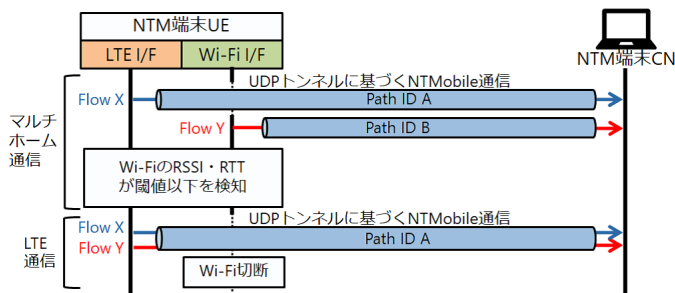 NTM端末UE
LTE I/F
Wi-Fi I/F
NTM端末CN
マルチ
ホーム
通信
UDPトンネルに基づくNTMobile通信
Flow X
Path ID A
Flow Y
Path ID B
Wi-FiのRSSI・RTT
が閾値以下を検知
LTE
通信
UDPトンネルに基づくNTMobile通信
Flow X
Flow Y
Path ID A
Wi-Fi切断